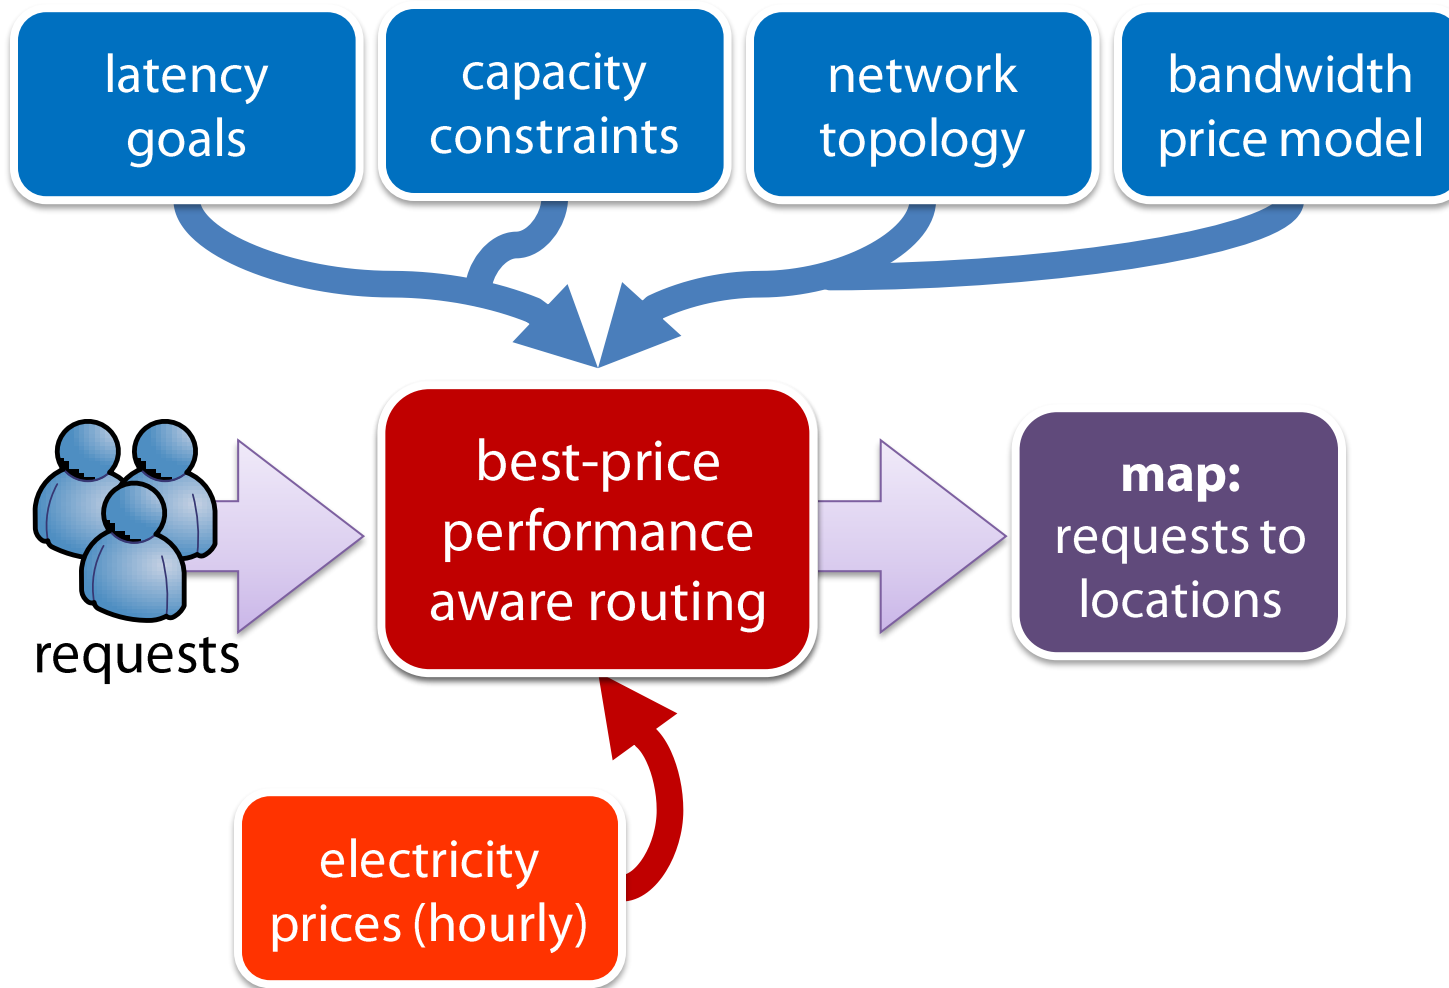 latency
goals
capacity
constraints
network
topology
bandwidth
price model
requests
best-price
performance
aware routing
map:
requests to
locations
electricity
prices (hourly)